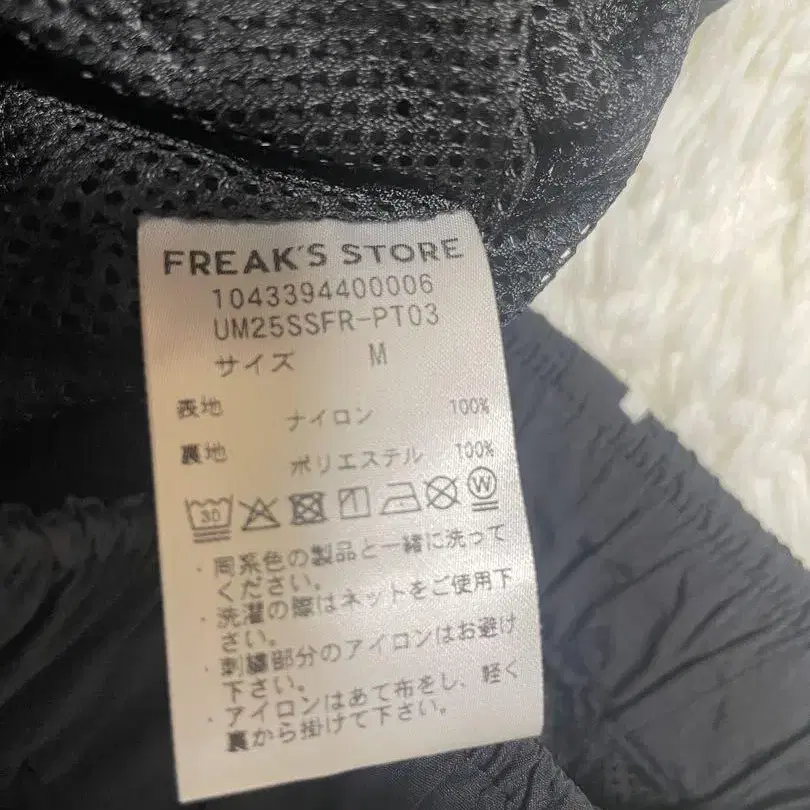 FREAK'S STORE
1043394400006
UM25SSFR-PT03
サイズ M
表地 ナイロン 100%
裏地 ポリエステル 100%
30 W
・同系色の製品と一緒に洗って
ください。
・洗濯の際はネットをご使用下
さい。
・刺繍部分のアイロンはお避け
下さい。
・アイロンはあて布をし、軽く
裏から掛けて下さい。